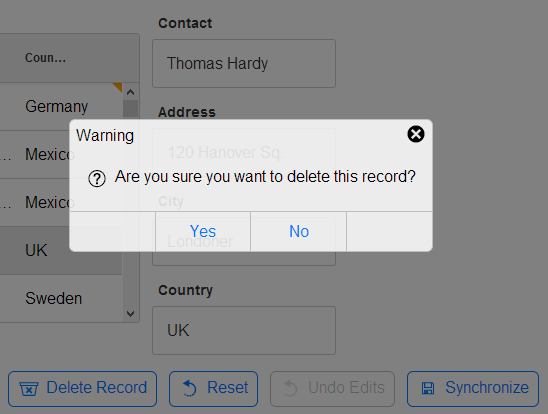 Contact
Coun...
Thomas Hardy
Germany
Address
Warning
120 Hanover Sq
... Mexico
Are you sure you want to delete this record?
... Mexico
City
Yes
No
Londoner
UK
Sweden
Country
UK
Delete Record
Reset
Undo Edits
Synchronize